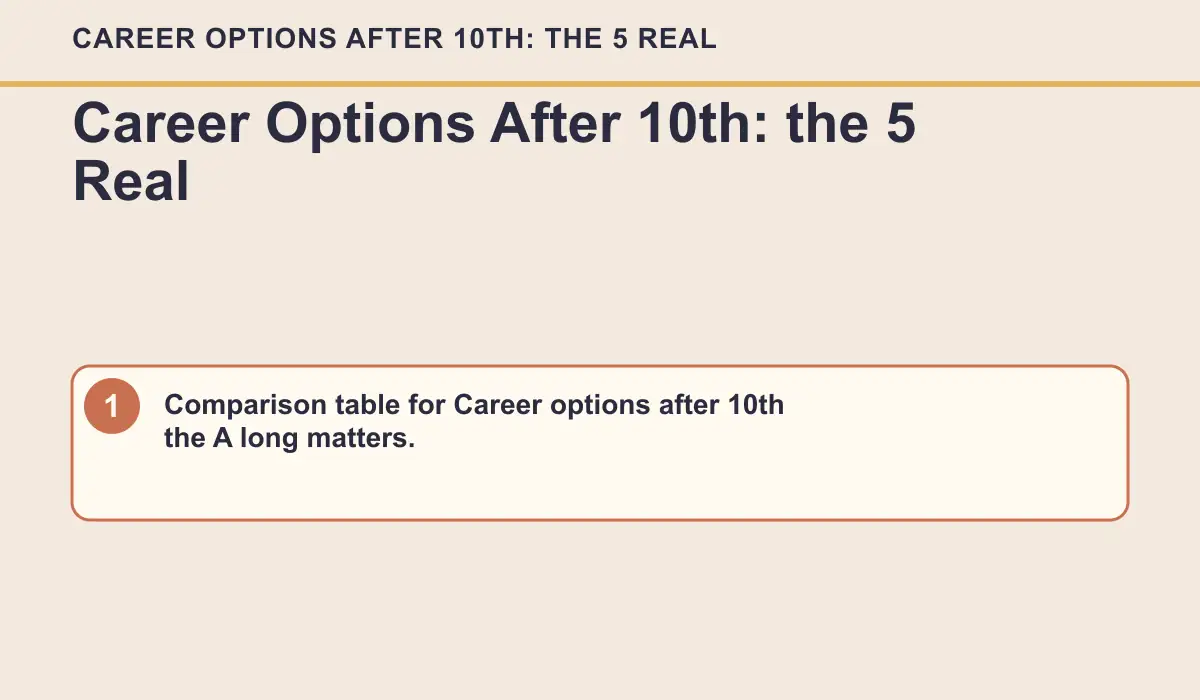 CAREER OPTIONS AFTER 10TH: THE 5 REAL
Career Options After 10th: the 5
Real
1
Comparison table for Career options after 10th
the A long matters.